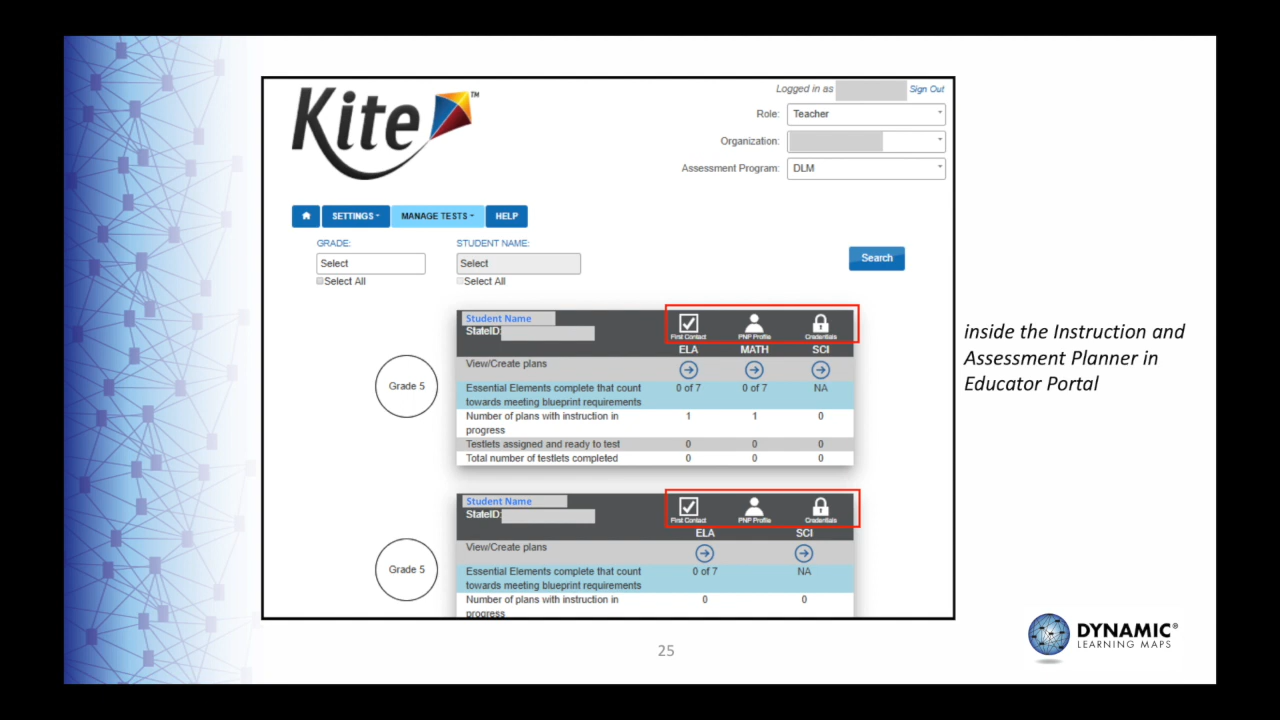 Kite™
Logged in as Sign Out
Role: Teacher
Organization:
Assessment Program: DLM
SETTINGS MANAGE TESTS HELP
GRADE: STUDENT NAME:
Select Select Search
Select All Select All
Student Name
StateID:
First Contact PNP Profile Credentials
ELA MATH SCI
Grade 5
View/Create plans
Essential Elements complete that count 0 of 7 0 of 7 NA
towards meeting blueprint requirements
Number of plans with instruction in 1 1 0
progress
Testlets assigned and ready to test 0 0 0
Total number of testlets completed 0 0 0
Student Name
StateID:
First Contact PNP Profile Credentials
ELA SCI
Grade 5
View/Create plans
Essential Elements complete that count 0 of 7 NA
towards meeting blueprint requirements
Number of plans with instruction in 0 0
progress
inside the Instruction and
Assessment Planner in
Educator Portal
25
DYNAMIC®
LEARNING MAPS